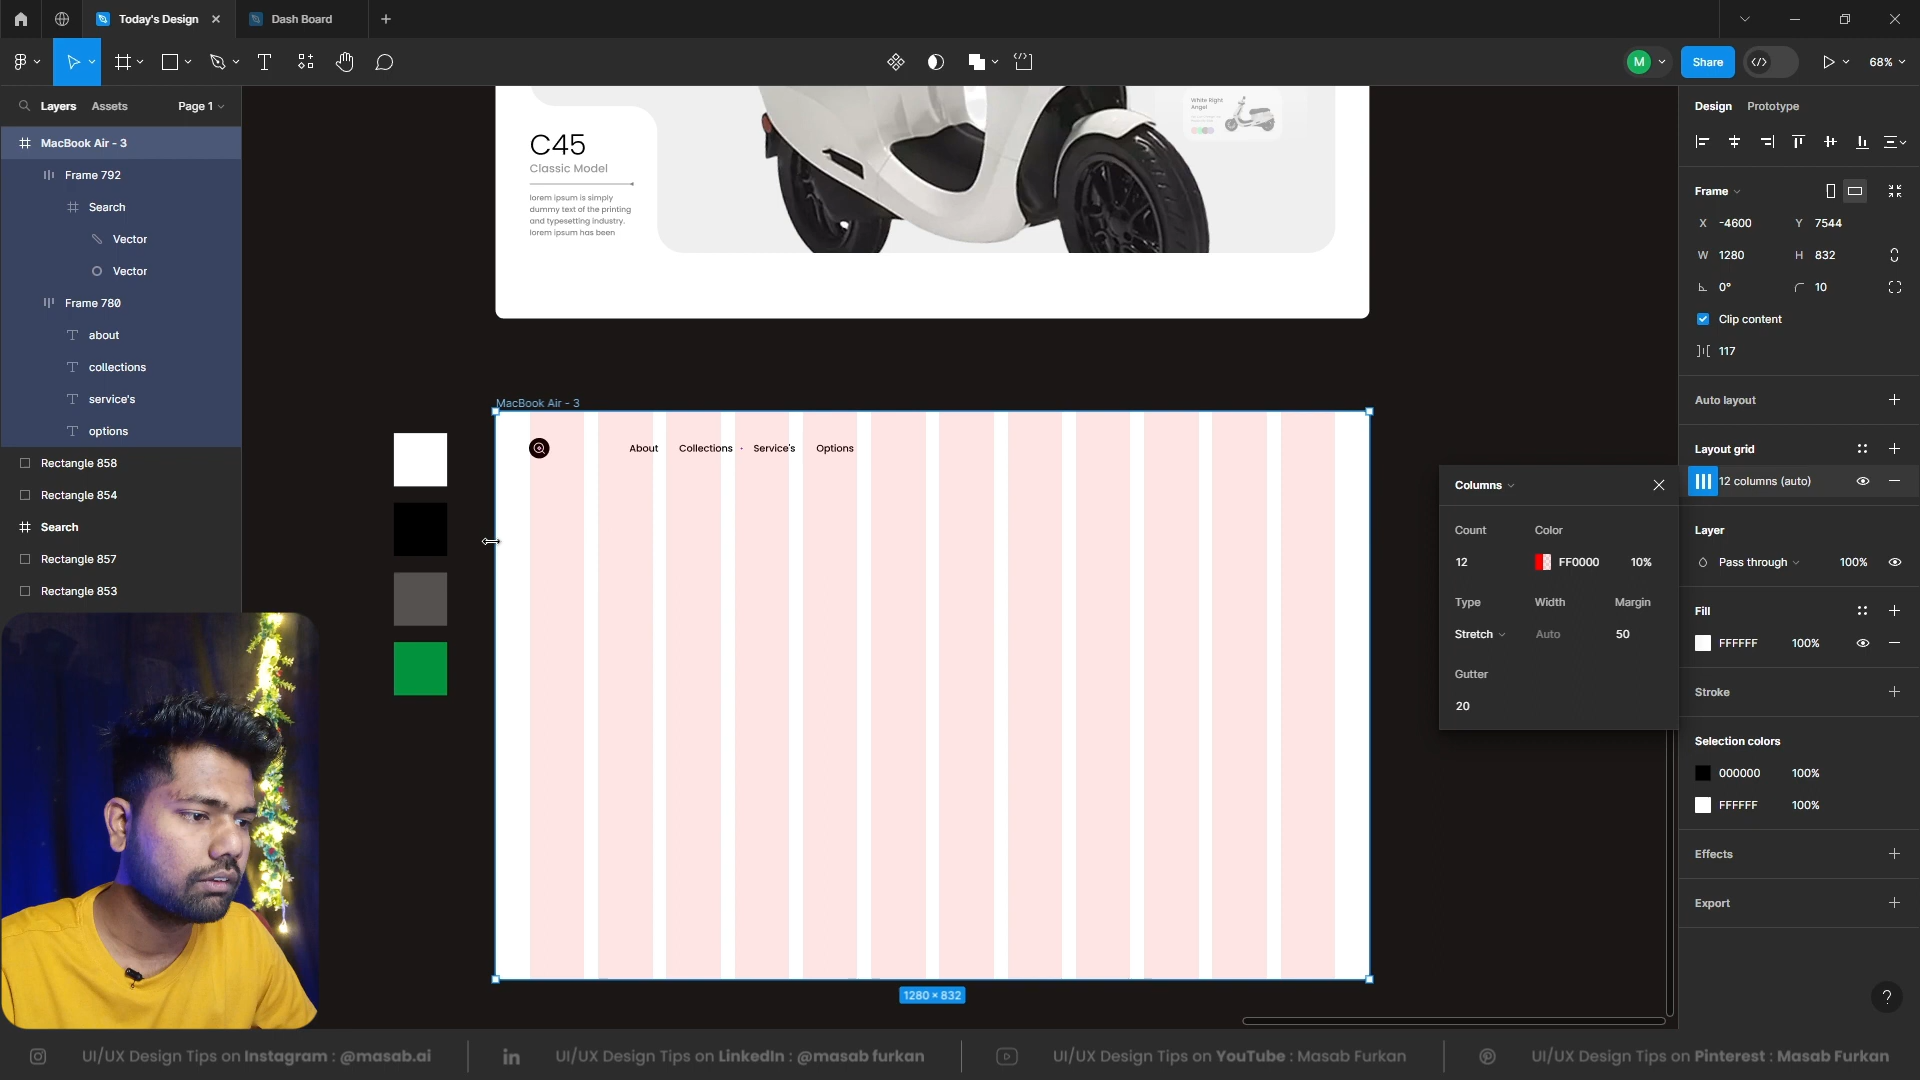 Today's Design
Dash Board
M
Share
68%
Layers
Assets
Page 1
Design
Prototype
MacBook Air - 3
Frame 792
Search
Vector
Vector
Frame 780
about
collections
service's
options
Rectangle 858
Rectangle 854
Search
Rectangle 857
Rectangle 853
C45
Classic Model
lorem ipsum is simply
dummy text of the printing
and typesetting industry.
lorem ipsum has been
White Right
Angel
MacBook Air - 3
About
Collections
Service's
Options
1280 × 832
Columns
Count
Color
12
FF0000
10%
Type
Width
Margin
Stretch
Auto
50
Gutter
20
Frame
X -4600
Y 7544
W 1280
H 832
0°
10
Clip content
117
Auto layout
Layout grid
12 columns (auto)
Layer
Pass through
100%
Fill
FFFFFF
100%
Stroke
Selection colors
000000
100%
FFFFFF
100%
Effects
Export
?
UI/UX Design Tips on Instagram : @masab.ai
UI/UX Design Tips on LinkedIn : @masab furkan
UI/UX Design Tips on YouTube : Masab Furkan
UI/UX Design Tips on Pinterest : Masab Furkan